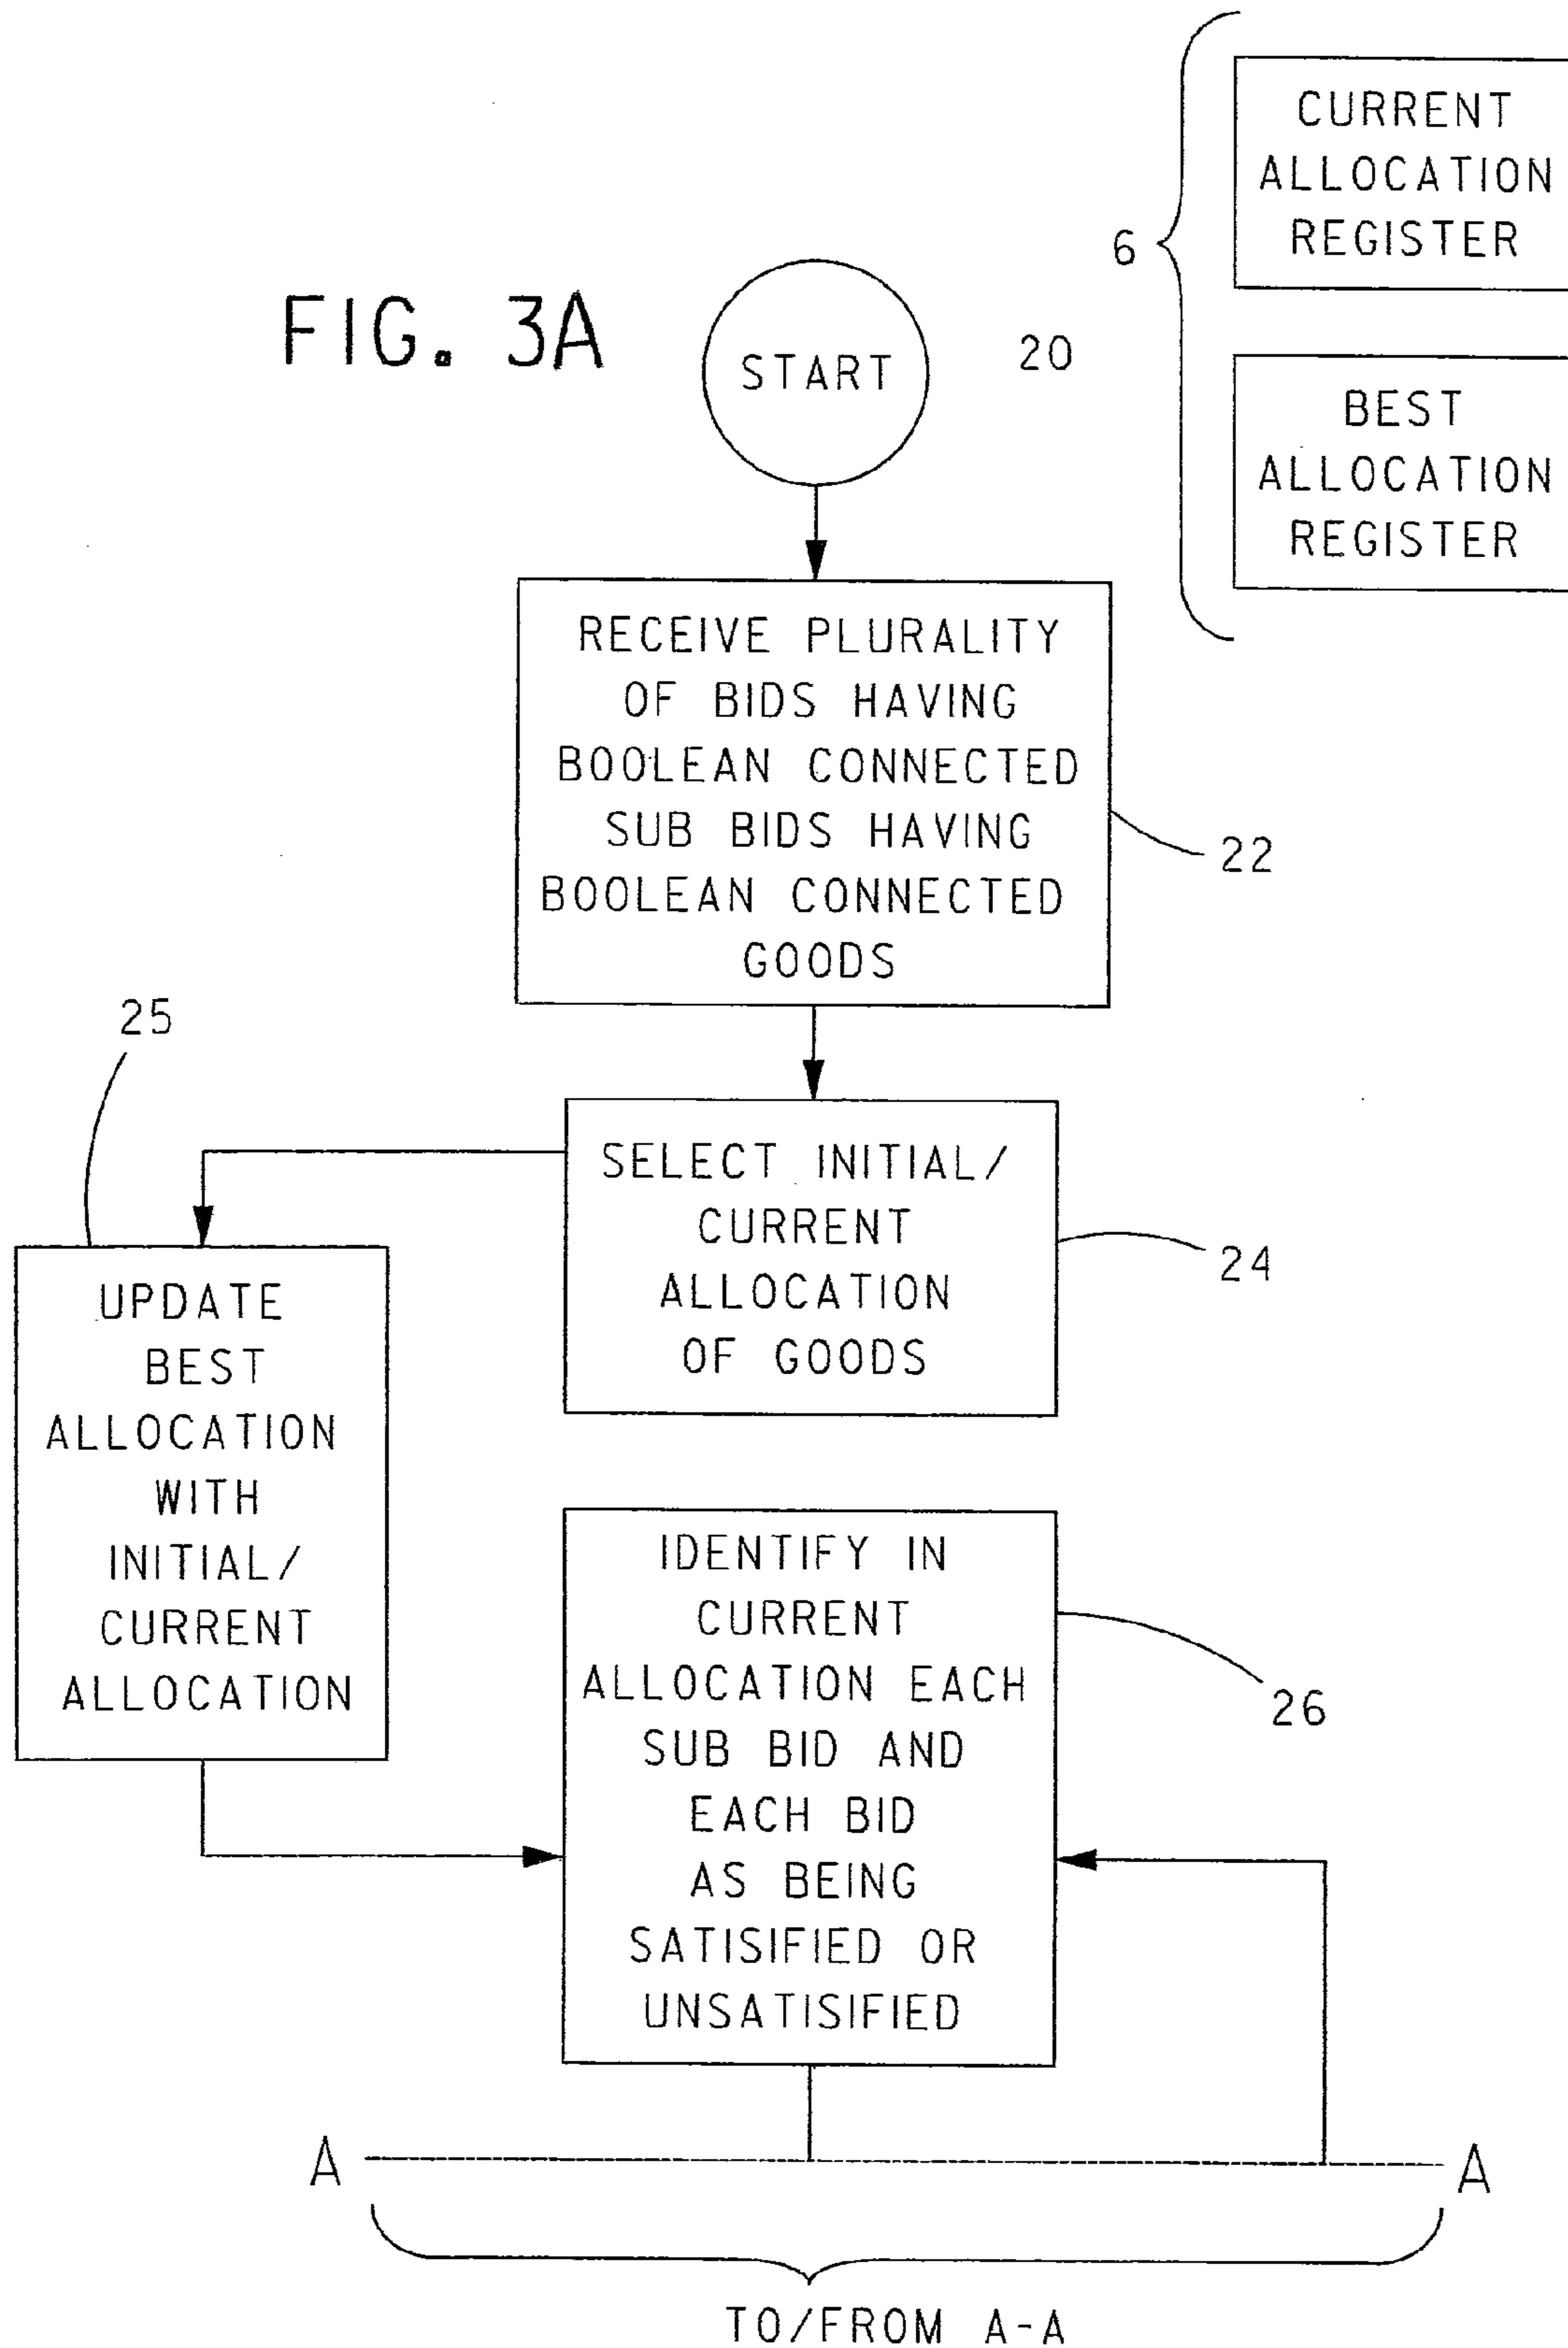 CURRENT
ALLOCATION
REGISTER
6
BEST
ALLOCATION
REGISTER
FIG. 3A
START
20
RECEIVE PLURALITY
OF BIDS HAVING
BOOLEAN CONNECTED
SUB BIDS HAVING
BOOLEAN CONNECTED
GOODS
22
25
SELECT INITIAL/
CURRENT
ALLOCATION
OF GOODS
24
UPDATE
BEST
ALLOCATION
WITH
INITIAL/
CURRENT
ALLOCATION
IDENTIFY IN
CURRENT
ALLOCATION EACH
SUB BID AND
EACH BID
AS BEING
SATISIFIED OR
UNSATISIFIED
26
A
A
TO/FROM A-A